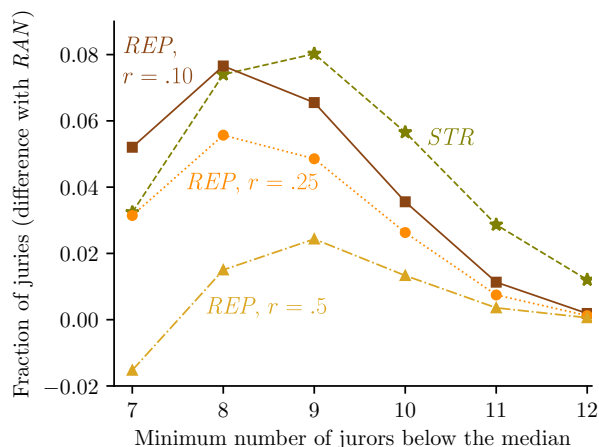 Fraction of juries (difference with RAN)
0.08
0.06
0.04
0.02
0.00
−0.02
REP,
r = .10
STR
REP, r = .25
REP, r = .5
7 8 9 10 11 12
Minimum number of jurors below the median